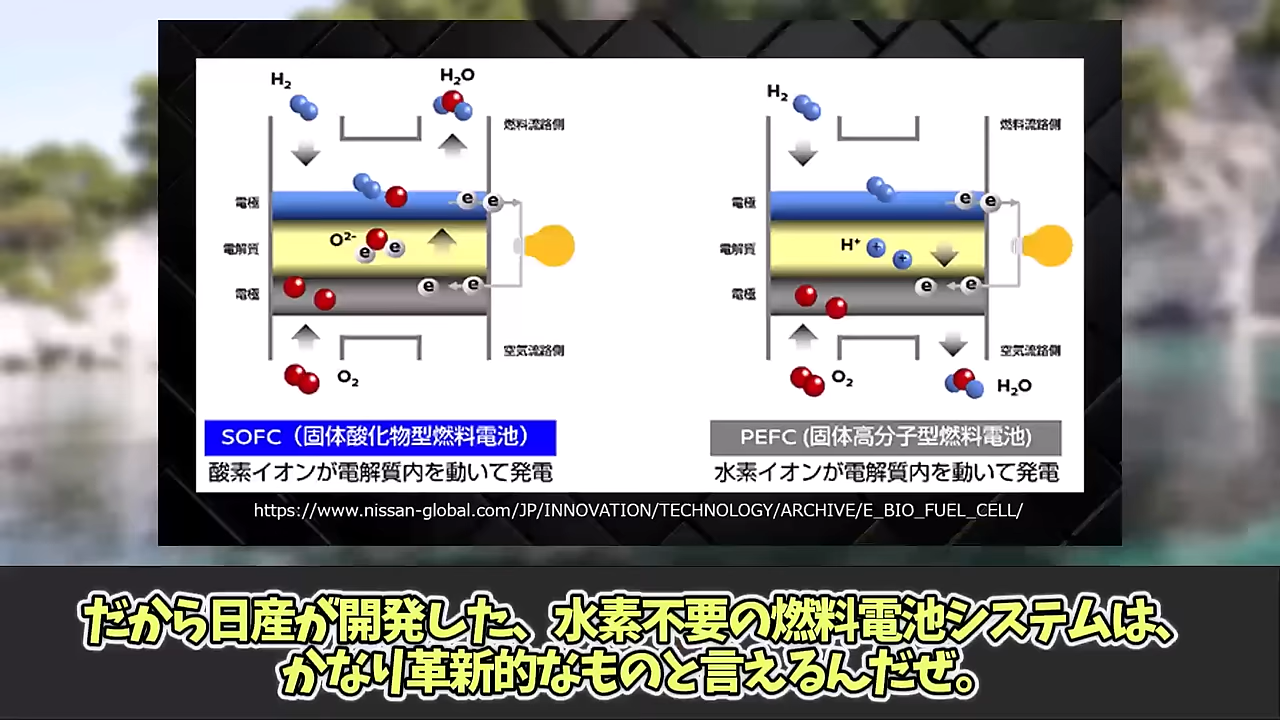 H₂
H₂O
燃料流路側
電極
e e
電解質
O²⁻
e e
電極
e e
空気流路側
O₂
SOFC（固体酸化物型燃料電池）
酸素イオンが電解質内を動いて発電
H₂
燃料流路側
電極
e e
電解質
H⁺
+ +
電極
e e
空気流路側
O₂
H₂O
PEFC (固体高分子型燃料電池)
水素イオンが電解質内を動いて発電
https://www.nissan-global.com/JP/INNOVATION/TECHNOLOGY/ARCHIVE/E_BIO_FUEL_CELL/
だから日産が開発した、水素不要の燃料電池システムは、
かなり革新的なものと言えるんだぜ。